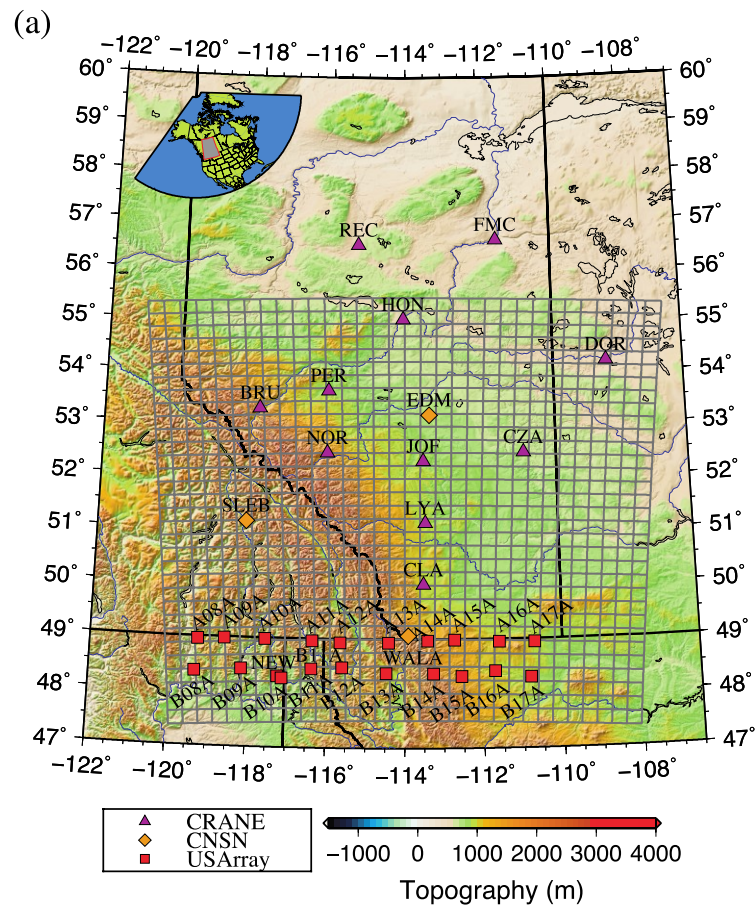 (a)
−122° −120° −118° −116° −114° −112° −110° −108°
60° 60°
59° 59°
58° 58°
57° 57°
REC FMC
56° 56°
55° HON 55°
DOR
54° 54°
BRU PER
EDM
53° 53°
NOR JOF CZA
52° 52°
SLEB LYA
51° 51°
CLA
50° 50°
A08A A09A A10A A11A A12A A13A A14A A15A A16A A17A
49° 49°
NEW WALA
B08A B09A B10A B11A B12A B13A B14A B15A B16A B17A
48° 48°
47° 47°
−122° −120° −118° −116° −114° −112° −110° −108°
CRANE
CNSN
USArray
−1000 0 1000 2000 3000 4000
Topography (m)